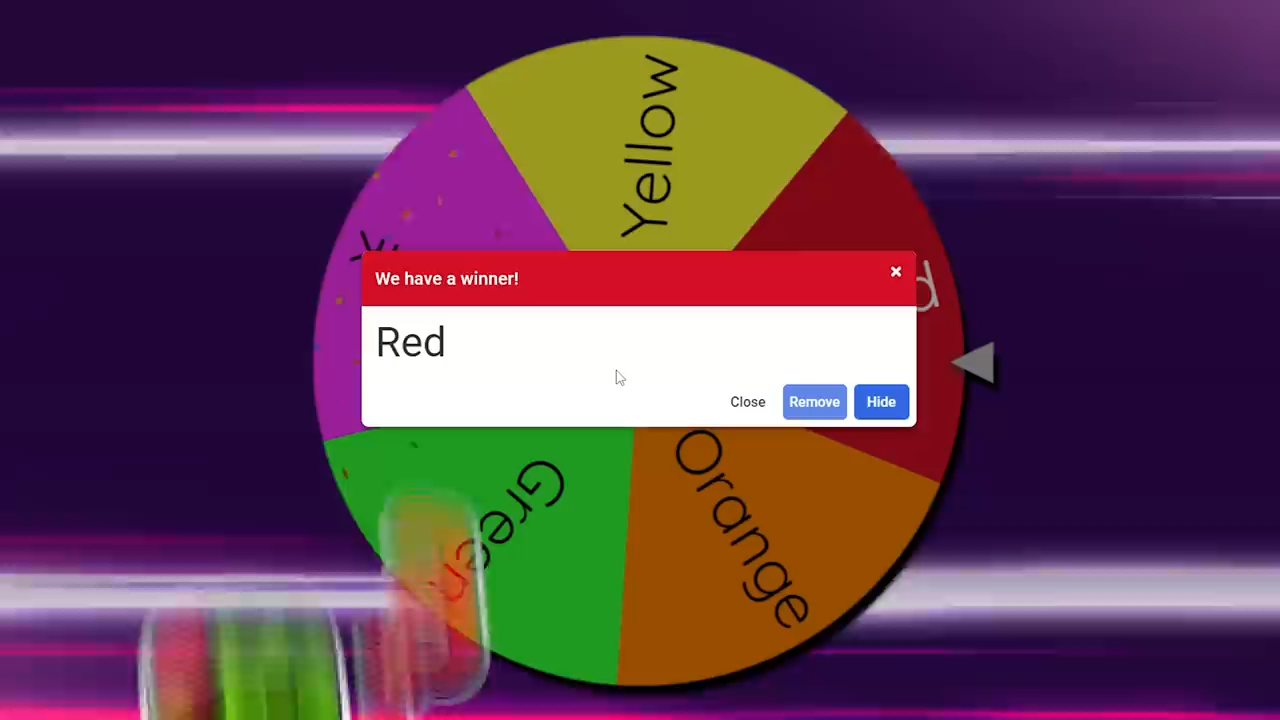 Yellow
We have a winner!
Red
Close Remove Hide
Green
Orange